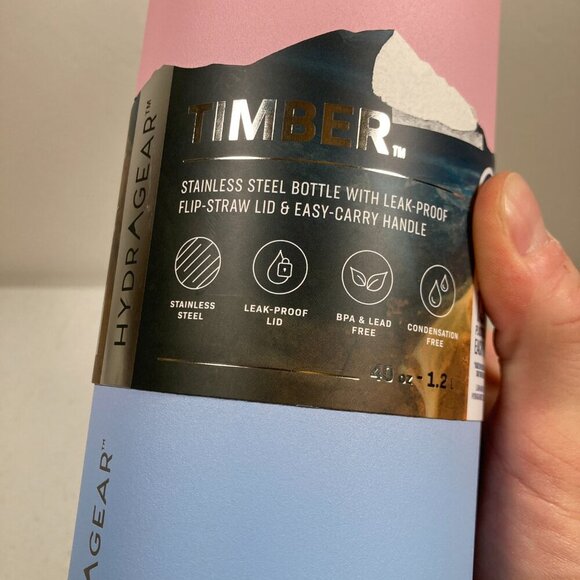 TIMBER™
STAINLESS STEEL BOTTLE WITH LEAK-PROOF
FLIP-STRAW LID & EASY-CARRY HANDLE
STAINLESS
STEEL
LEAK-PROOF
LID
BPA & LEAD
FREE
CONDENSATION
FREE
40 oz - 1.2
HYDRAGEAR™
AGEAR™